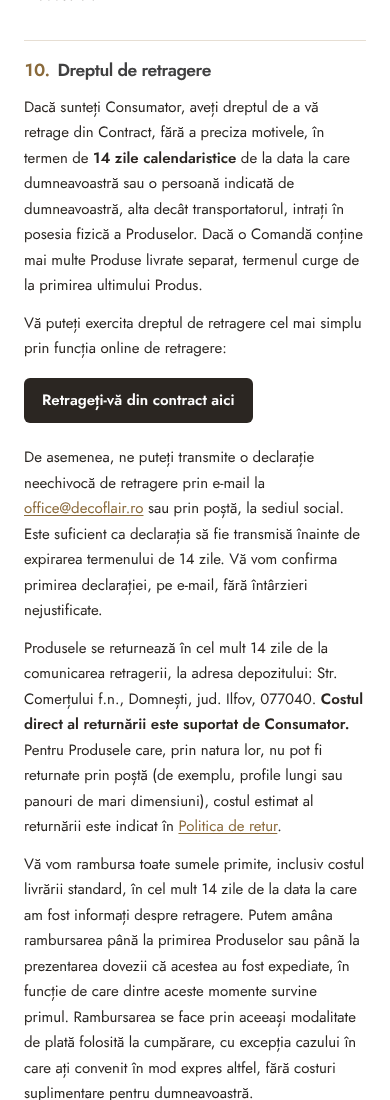 10. Dreptul de retragere
Dacă sunteți Consumator, aveți dreptul de a vă
retrage din Contract, fără a preciza motivele, în
termen de 14 zile calendaristice de la data la care
dumneavoastră sau o persoană indicată de
dumneavoastră, alta decât transportatorul, intrați în
posesia fizică a Produselor. Dacă o Comandă conține
mai multe Produse livrate separat, termenul curge de
la primirea ultimului Produs.
Vă puteți exercita dreptul de retragere cel mai simplu
prin funcția online de retragere:
Retrageți-vă din contract aici
De asemenea, ne puteți transmite o declarație
neechivocă de retragere prin e-mail la
office@decoflair.ro sau prin poștă, la sediul social.
Este suficient ca declarația să fie transmisă înainte de
expirarea termenului de 14 zile. Vă vom confirma
primirea declarației, pe e-mail, fără întârzieri
nejustificate.
Produsele se returnează în cel mult 14 zile de la
comunicarea retragerii, la adresa depozitului: Str.
Comerțului f.n., Domnești, jud. Ilfov, 077040. Costul
direct al returnării este suportat de Consumator.
Pentru Produsele care, prin natura lor, nu pot fi
returnate prin poștă (de exemplu, profile lungi sau
panouri de mari dimensiuni), costul estimat al
returnării este indicat în Politica de retur.
Vă vom rambursa toate sumele primite, inclusiv costul
livrării standard, în cel mult 14 zile de la data la care
am fost informați despre retragere. Putem amâna
rambursarea până la primirea Produselor sau până la
prezentarea dovezii că acestea au fost expediate, în
funcție de care dintre aceste momente survine
primul. Rambursarea se face prin aceeași modalitate
de plată folosită la cumpărare, cu excepția cazului în
care ați convenit în mod expres altfel, fără costuri
suplimentare pentru dumneavoastră.